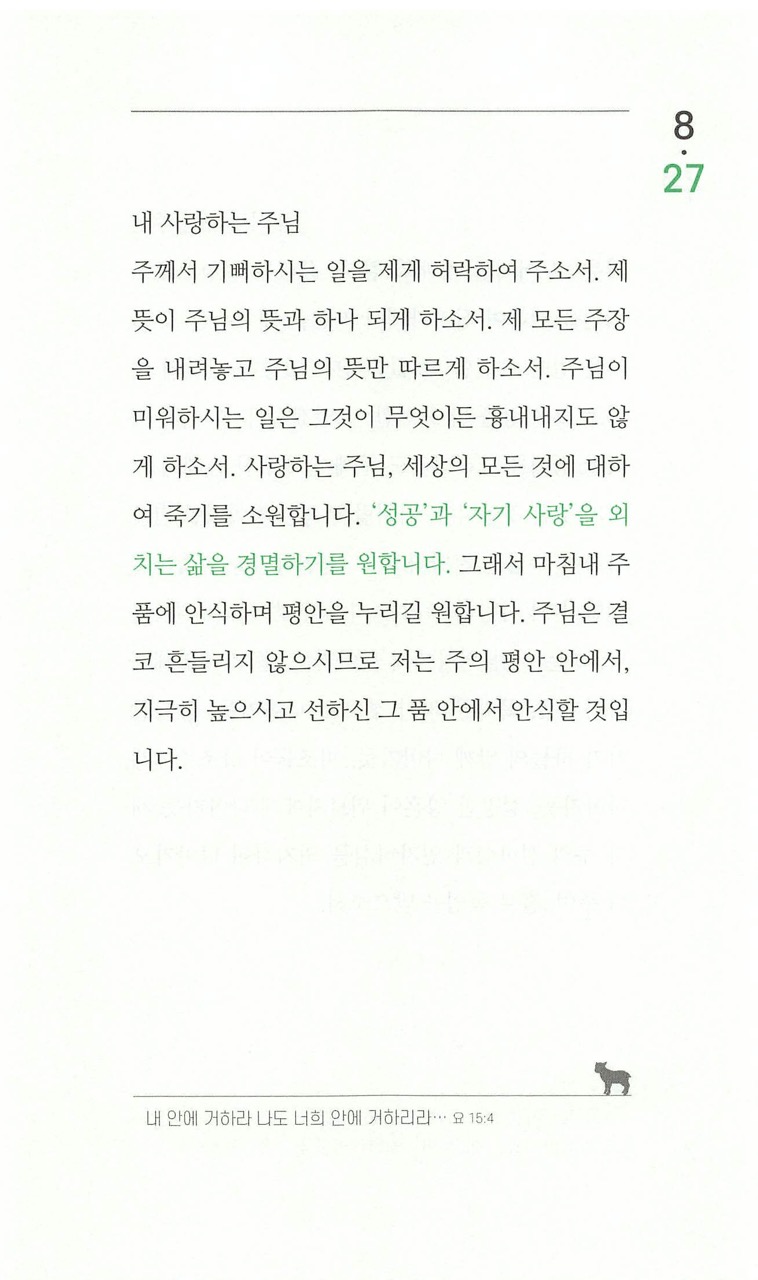 8
·
27
내 사랑하는 주님
주께서 기뻐하시는 일을 제게 허락하여 주소서. 제
뜻이 주님의 뜻과 하나 되게 하소서. 제 모든 주장
을 내려놓고 주님의 뜻만 따르게 하소서. 주님이
미워하시는 일은 그것이 무엇이든 흉내내지도 않
게 하소서. 사랑하는 주님, 세상의 모든 것에 대하
여 죽기를 소원합니다. ‘성공’과 ‘자기 사랑’을 외
치는 삶을 경멸하기를 원합니다. 그래서 마침내 주
품에 안식하며 평안을 누리길 원합니다. 주님은 결
코 흔들리지 않으시므로 저는 주의 평안 안에서,
지극히 높으시고 선하신 그 품 안에서 안식할 것입
니다.
내 안에 거하라 나도 너희 안에 거하리라… 요 15:4